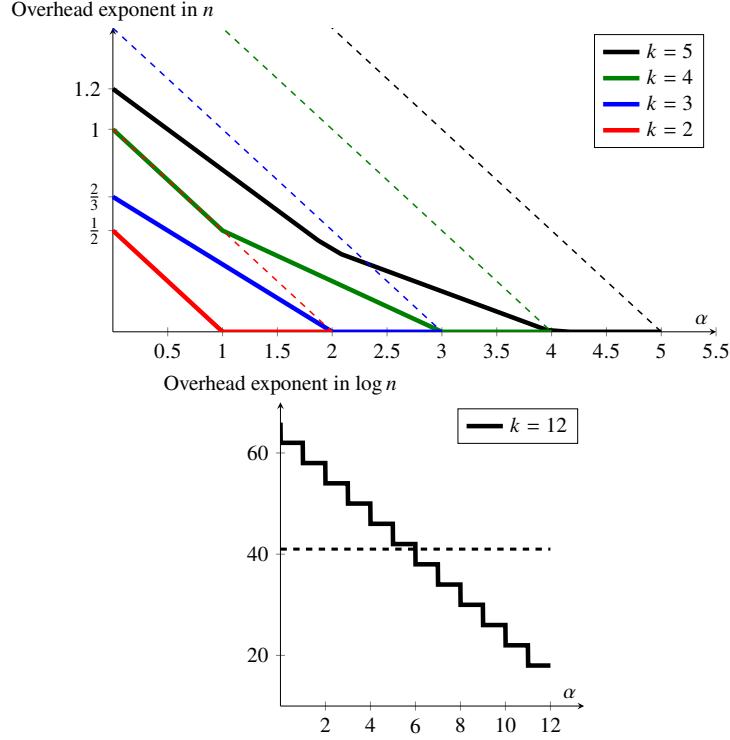 Overhead exponent in n
k = 5
k = 4
k = 3
k = 2
1.2
1
2/3
1/2
α
0.5 1 1.5 2 2.5 3 3.5 4 4.5 5 5.5
Overhead exponent in log n
k = 12
60
40
20
α
2 4 6 8 10 12